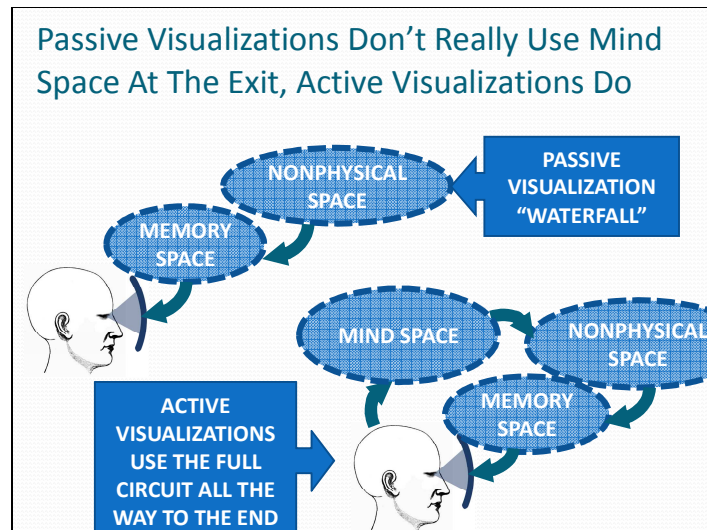 Passive Visualizations Don’t Really Use Mind
Space At The Exit, Active Visualizations Do
NONPHYSICAL
SPACE
PASSIVE
VISUALIZATION
“WATERFALL”
MEMORY
SPACE
MIND SPACE
NONPHYSICAL
SPACE
MEMORY
SPACE
ACTIVE
VISUALIZATIONS
USE THE FULL
CIRCUIT ALL THE
WAY TO THE END